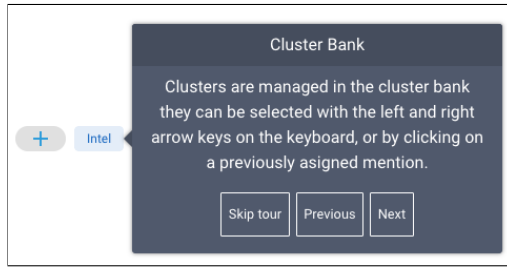 Cluster Bank
Clusters are managed in the cluster bank
they can be selected with the left and right
+ Intel arrow keys on the keyboard, or by clicking on
a previously asigned mention.
Skip tour Previous Next